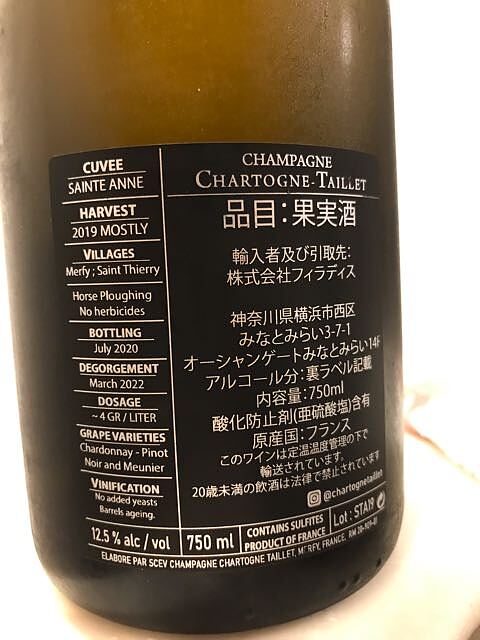 CUVEE
SAINTE ANNE
HARVEST
2019 MOSTLY
VILLAGES
Merfy ; Saint Thierry
Horse Ploughing
No herbicides
BOTTLING
July 2020
DEGORGEMENT
March 2022
DOSAGE
~ 4 GR / LITER
GRAPE VARIETIES
Chardonnay - Pinot
Noir and Meunier
VINIFICATION
No added yeasts
Barrels ageing.
CHAMPAGNE
CHARTOGNE-TAILLET
品目：果実酒
輸入者及び引取先：
株式会社フィラディス
神奈川県横浜市西区
みなとみらい3-7-1
オーシャンゲートみなとみらい14F
アルコール分：裏ラベル記載
内容量：750ml
酸化防止剤(亜硫酸塩)含有
原産国：フランス
このワインは定温温度管理の下で
輸送されています。
20歳未満の飲酒は法律で禁止されています
@chartognetaillet
12.5 % alc / vol
750 ml
CONTAINS SULFITES
PRODUCT OF FRANCE
Lot : STA19
ELABORE PAR SCEV CHAMPAGNE CHARTOGNE TAILLET, MERFY, FRANCE, RM